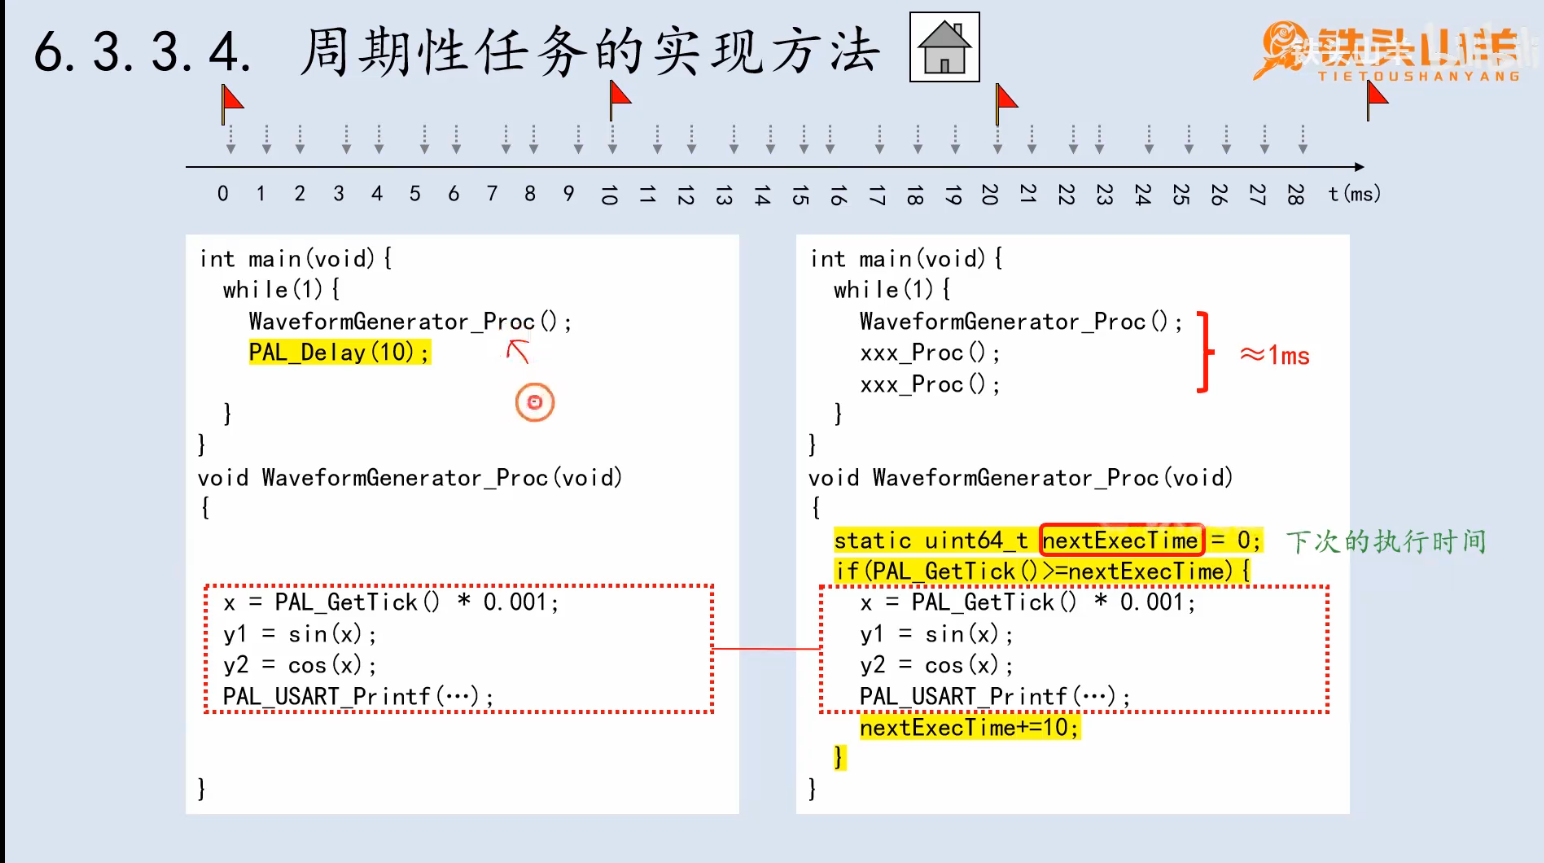 6.3.3.4. 周期性任务的实现方法
铁头山羊
TIETOUSHANYANG
0 1 2 3 4 5 6 7 8 9 10 11 12 13 14 15 16 17 18 19 20 21 22 23 24 25 26 27 28 t(ms)
int main(void){
while(1){
WaveformGenerator_Proc();
PAL_Delay(10);
}
}
void WaveformGenerator_Proc(void)
{
x = PAL_GetTick() * 0.001;
y1 = sin(x);
y2 = cos(x);
PAL_USART_Printf(…);
}
int main(void){
while(1){
WaveformGenerator_Proc();
xxx_Proc();
xxx_Proc();
≈1ms
}
}
void WaveformGenerator_Proc(void)
{
static uint64_t nextExecTime = 0; 下次的执行时间
if(PAL_GetTick()>=nextExecTime){
x = PAL_GetTick() * 0.001;
y1 = sin(x);
y2 = cos(x);
PAL_USART_Printf(…);
nextExecTime+=10;
}
}